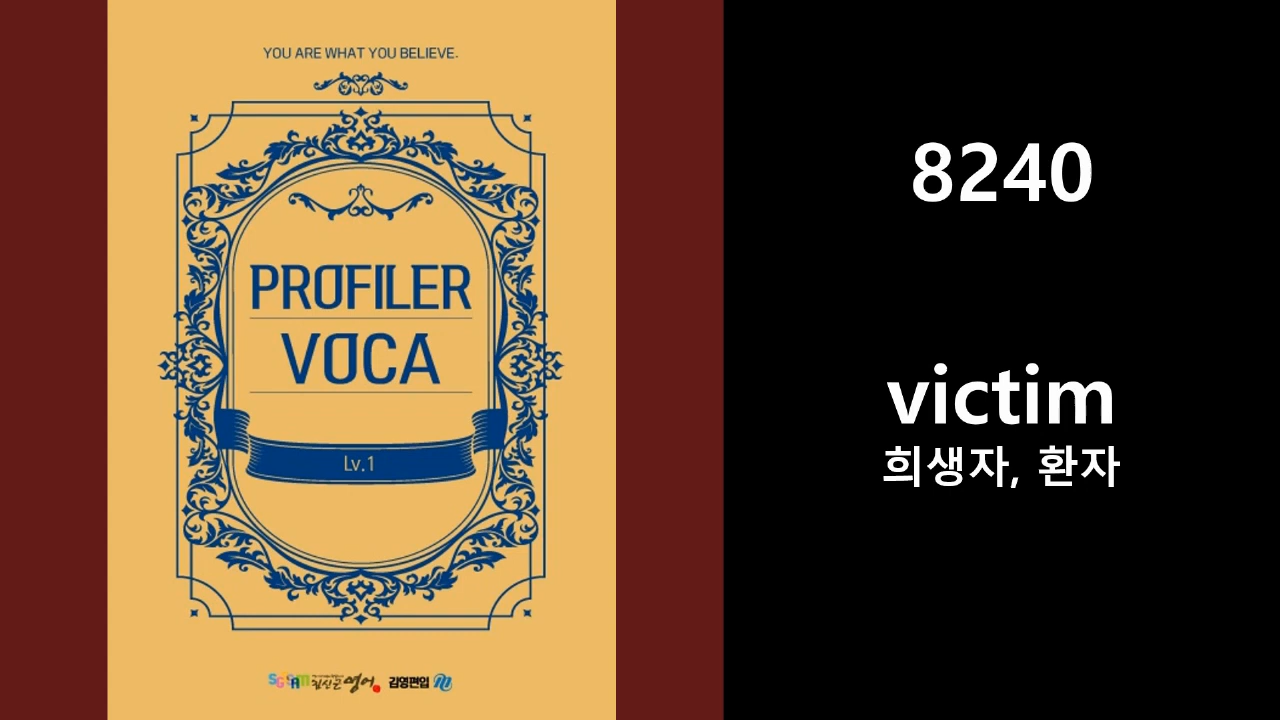 YOU ARE WHAT YOU BELIEVE.
PROFILER
VOCA
Lv.1
김영편입
8240
victim
희생자, 환자